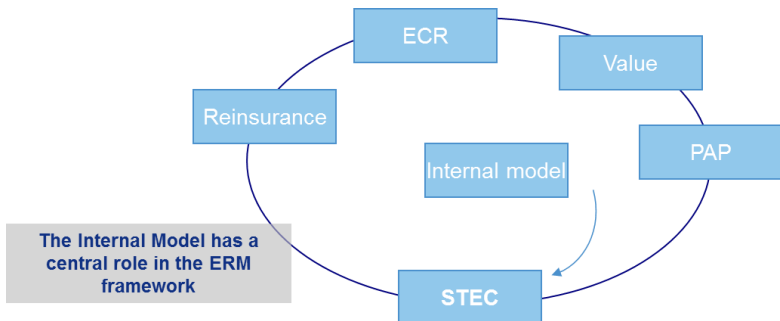 ECR
Value
Reinsurance
PAP
Internal model
The Internal Model has a
central role in the ERM
framework
STEC